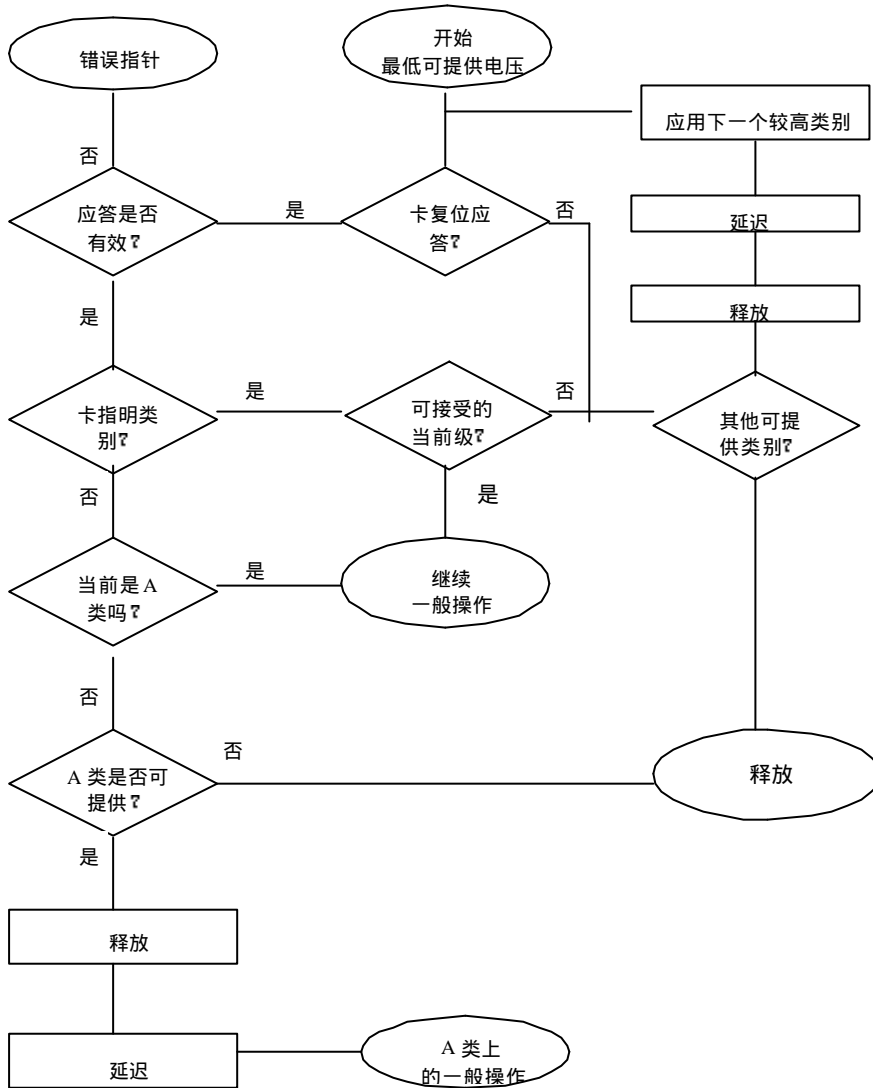 错误指针
开始
最低可提供电压
应用下一个较高类别
否
应答是否
有效?
是
卡复位应
答?
否
延迟
释放
是
卡指明类
别?
是
可接受的
当前级?
否
其他可提
供类别?
否
是
当前是 A
类吗?
是
继续
一般操作
否
A 类是否可
提供?
否
释放
是
释放
延迟
A 类上
的一般操作